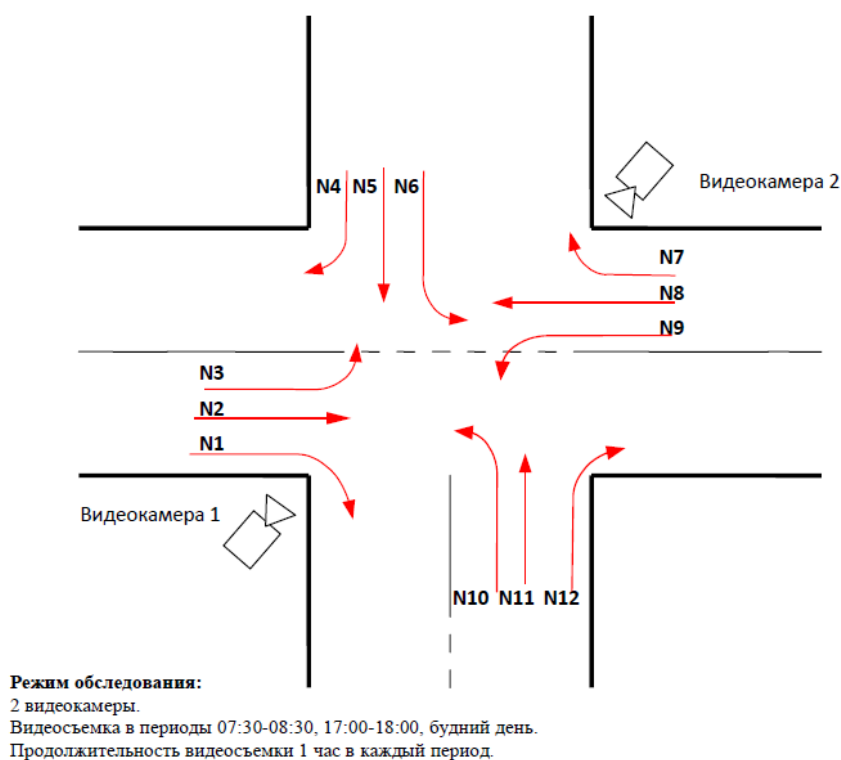 N4 N5 N6
Видеокамера 2
N7
N8
N9
N3
N2
N1
Видеокамера 1
N10 N11 N12
Режим обследования:
2 видеокамеры.
Видеосъемка в периоды 07:30-08:30, 17:00-18:00, будний день.
Продолжительность видеосъемки 1 час в каждый период.